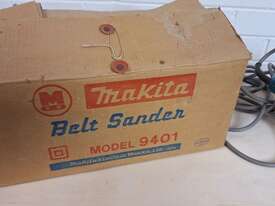 M
Makita
Belt Sander
MODEL 9401